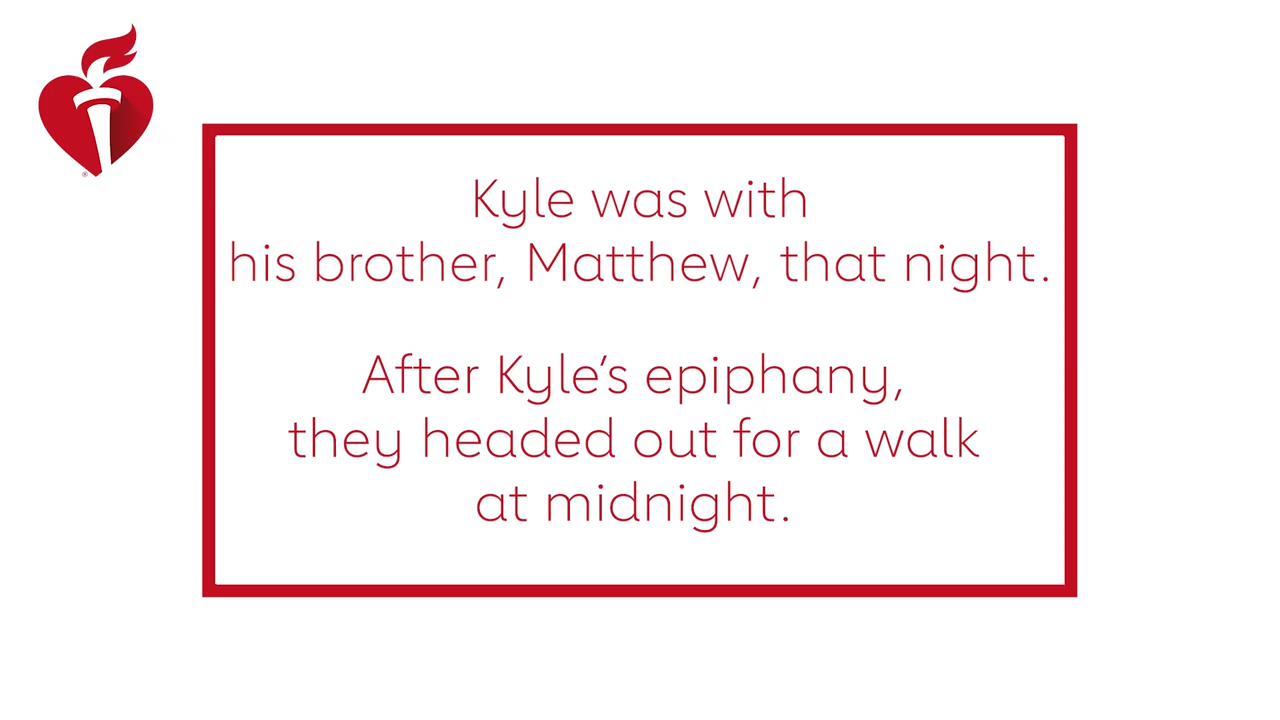 Kyle was with
his brother, Matthew, that night.
After Kyle’s epiphany,
they headed out for a walk
at midnight.
®